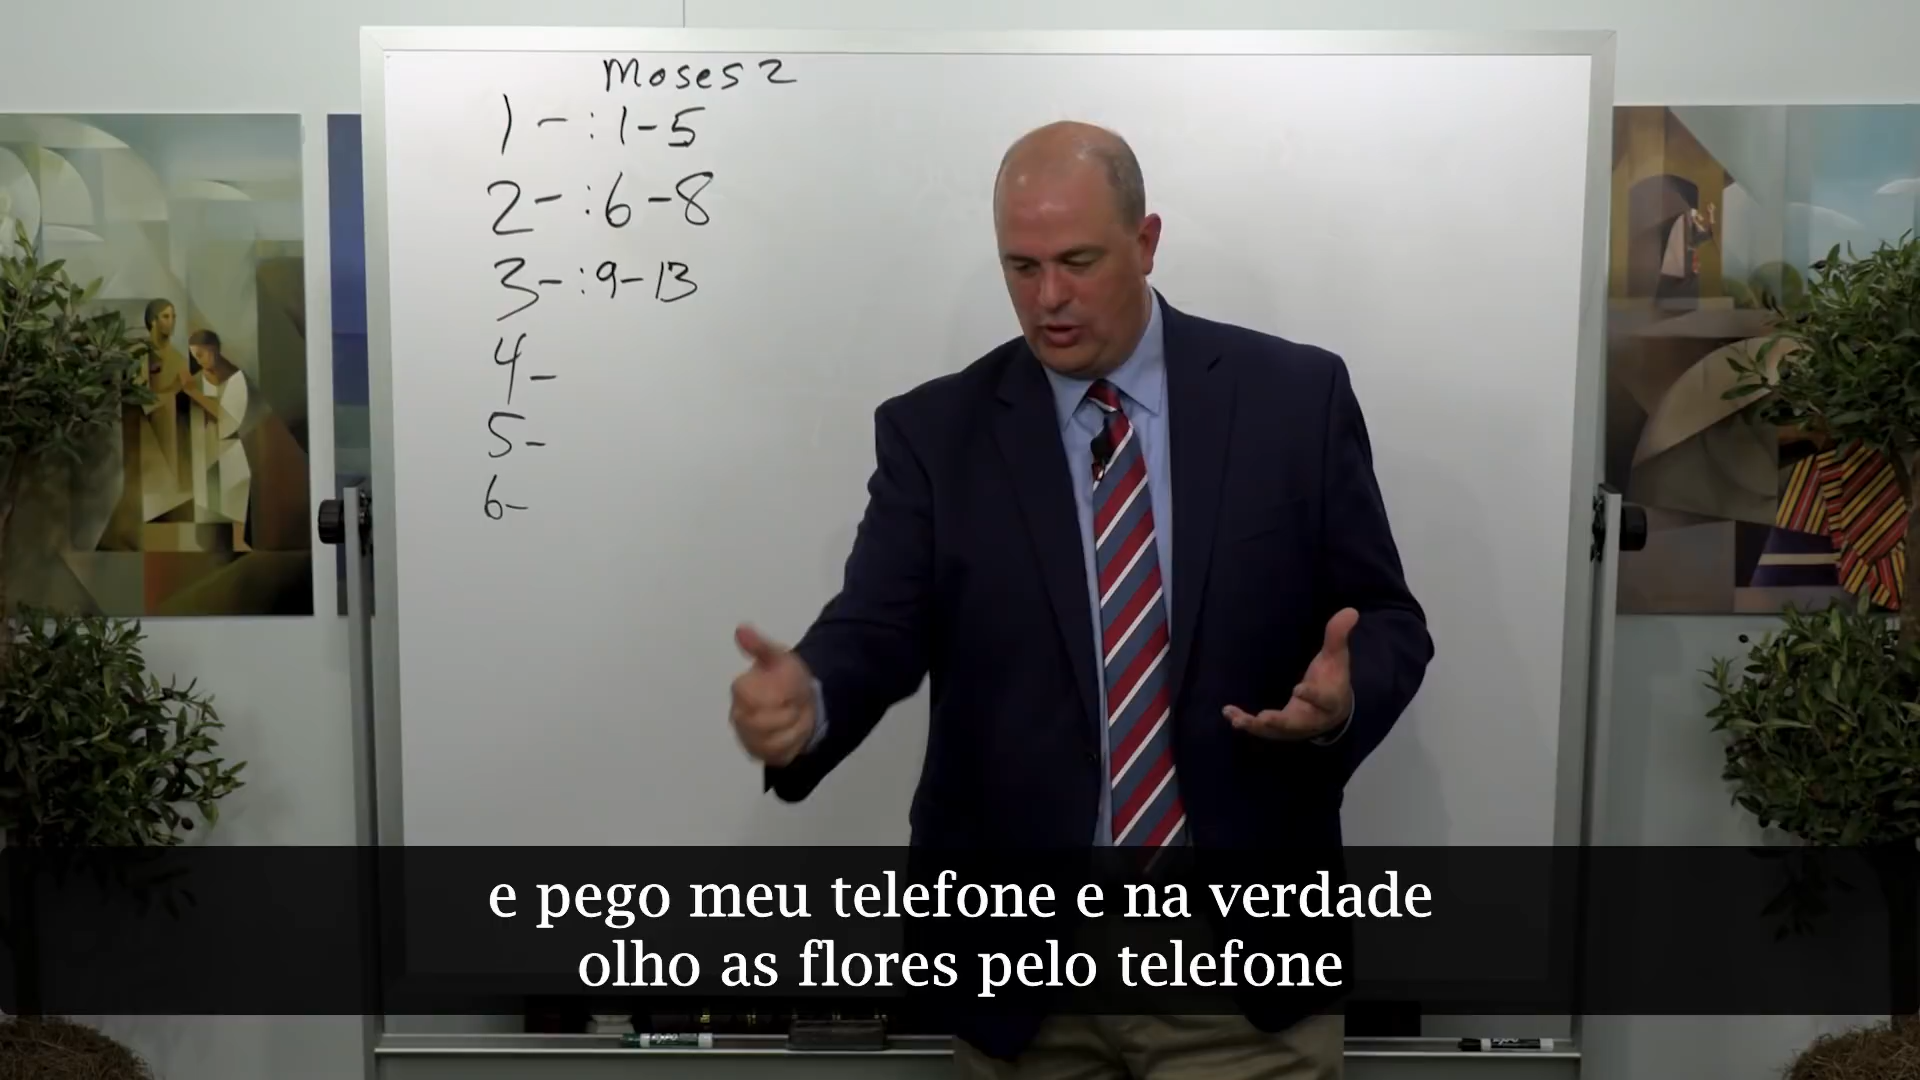 Moses 2
1 - :1-5
2 - :6-8
3 - :9-13
4 -
5 -
6 -
e pego meu telefone e na verdade
olho as flores pelo telefone
expo